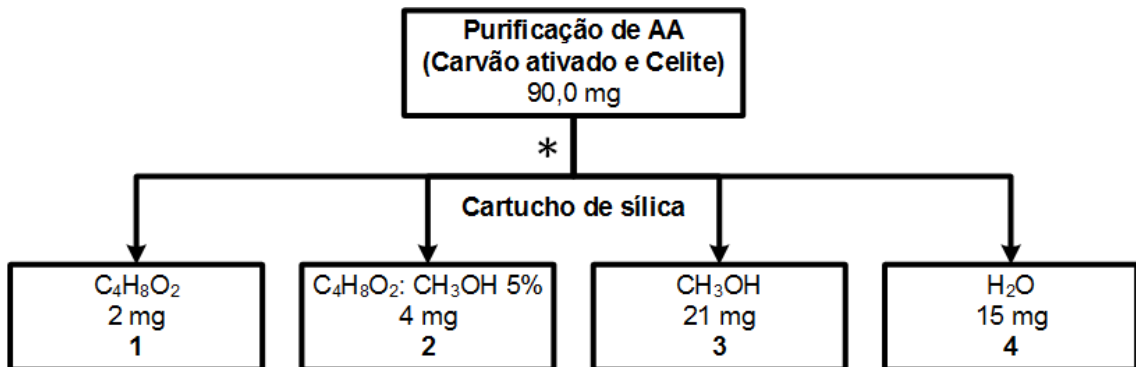 Purificação de AA
(Carvão ativado e Celite)
90,0 mg
*
Cartucho de sílica
C₄H₈O₂
2 mg
1
C₄H₈O₂: CH₃OH 5%
4 mg
2
CH₃OH
21 mg
3
H₂O
15 mg
4